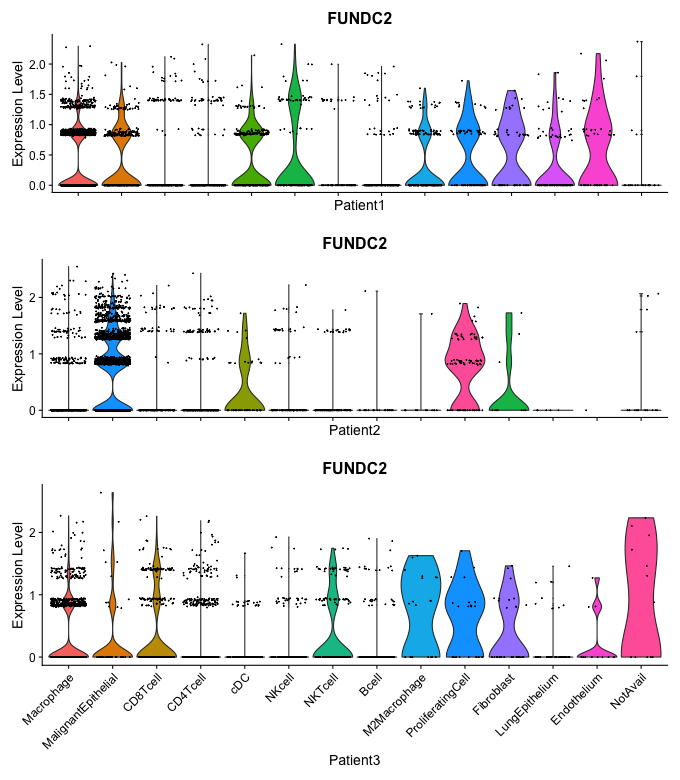 FUNDC2
Expression Level
2.0
1.5
1.0
0.5
0.0
Patient1
FUNDC2
Expression Level
2
1
0
Patient2
FUNDC2
Expression Level
2
1
0
Macrophage
MalignantEpithelial
CD8Tcell
CD4Tcell
cDC
NKcell
NKTcell
Bcell
M2Macrophage
ProliferatingCell
Fibroblast
LungEpithelium
Endothelium
NotAvail
Patient3